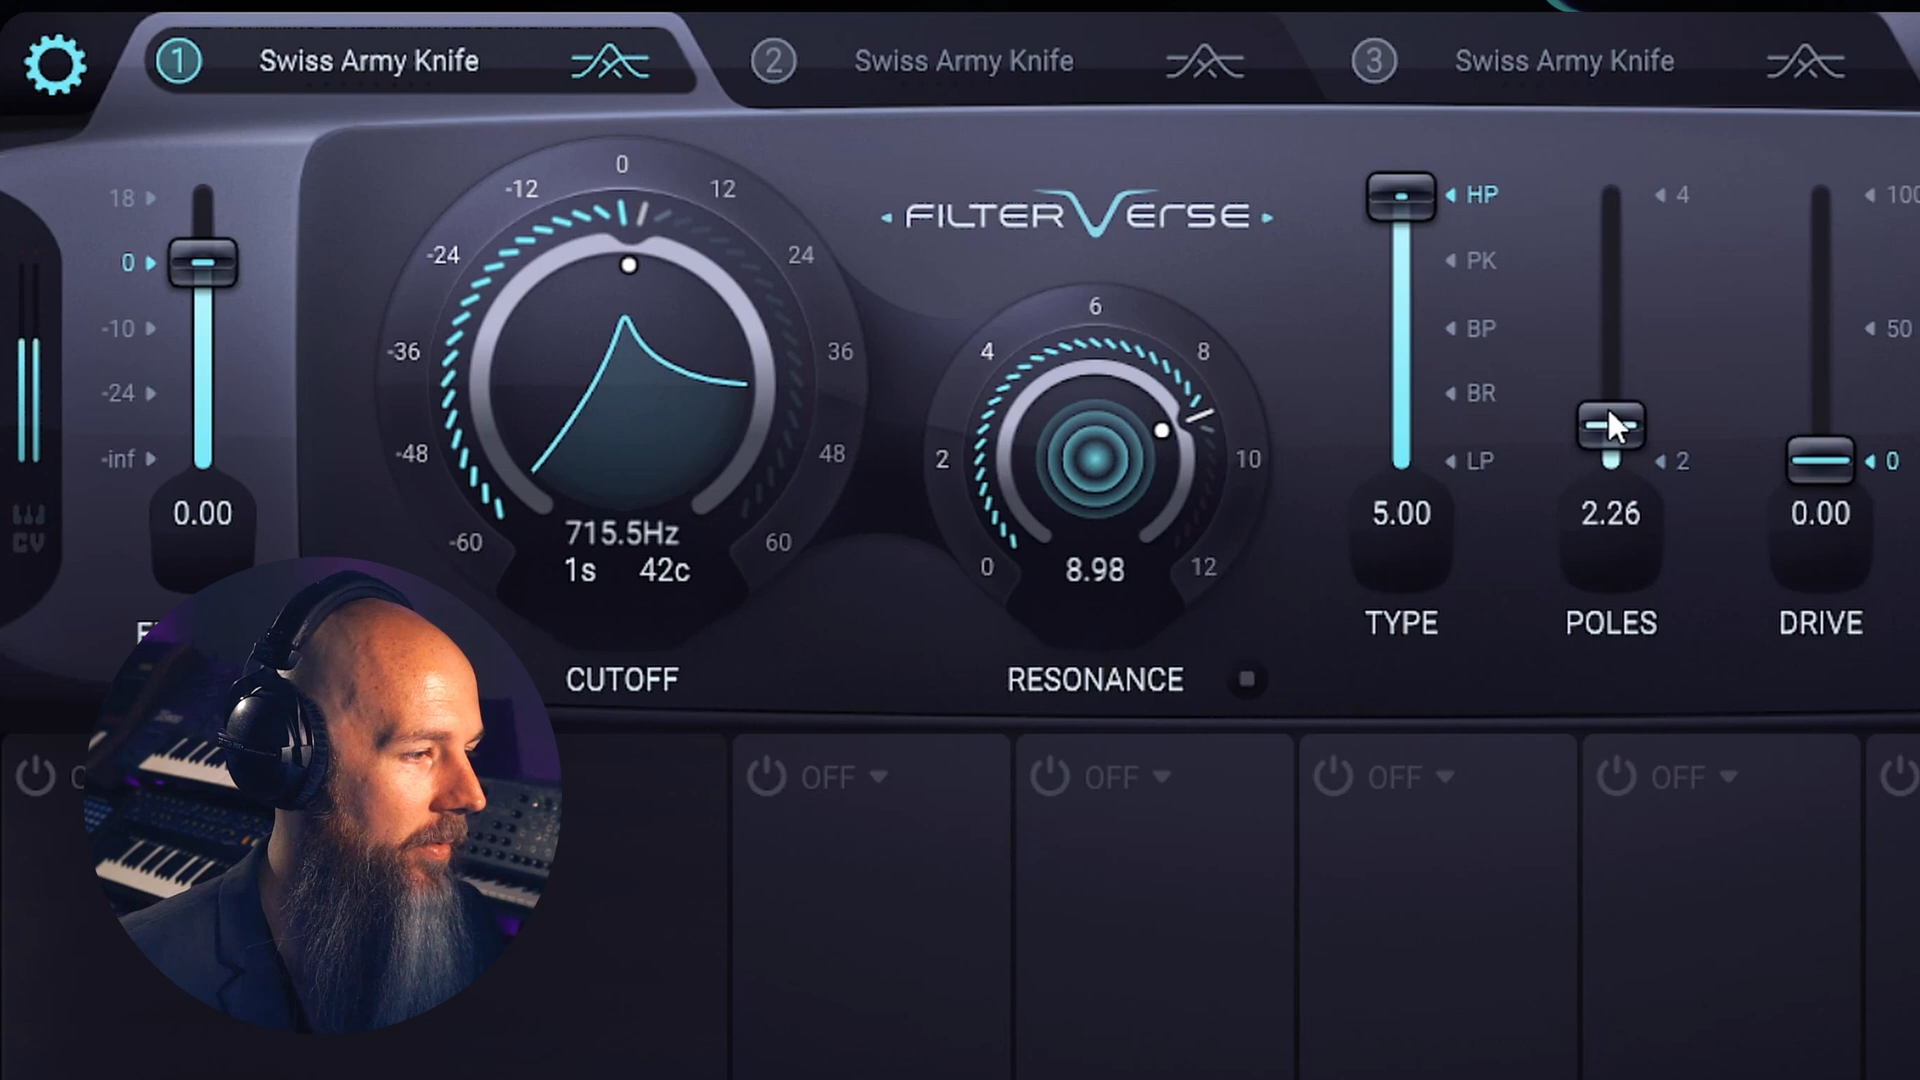 1 Swiss Army Knife
2 Swiss Army Knife
3 Swiss Army Knife
18
0
-10
-24
-inf
0.00
CV
-60
-48
-36
-24
-12
0
12
24
36
48
60
715.5Hz
1s 42c
CUTOFF
FILTERVERSE
0
2
4
6
8
10
12
8.98
RESONANCE
HP
PK
BP
BR
LP
5.00
TYPE
4
2
2.26
POLES
100
50
0
0.00
DRIVE
OFF
OFF
OFF
OFF